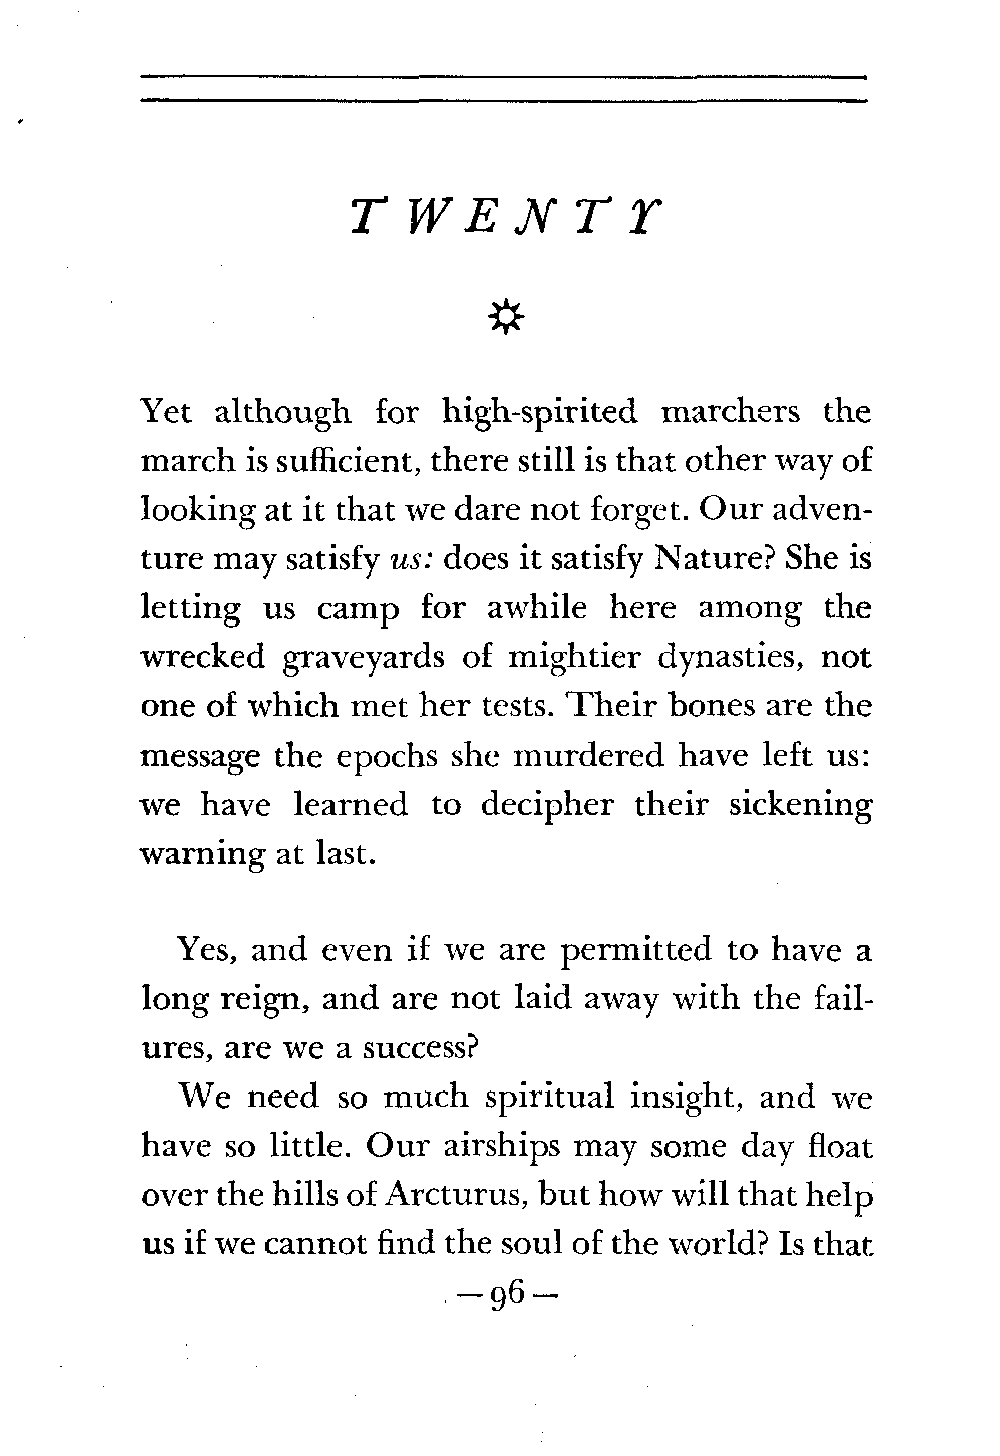 TWENTY
Yet although for high-spirited marchers the
march is sufficient, there still is that other way of
looking at it that we dare not forget. Our adven-
ture may satisfy us: does it satisfy Nature? She is
letting us camp for awhile here among the
wrecked graveyards of mightier dynasties, not
one of which met her tests. Their bones are the
message the epochs she murdered have left us:
we have learned to decipher their sickening
warning at last.
Yes, and even if we are permitted to have a
long reign, and are not laid away with the fail-
ures, are we a success?
We need so much spiritual insight, and we
have so little. Our airships may some day float
over the hills of Arcturus, but how will that help
us if we cannot find the soul of the world? Is that
—96—